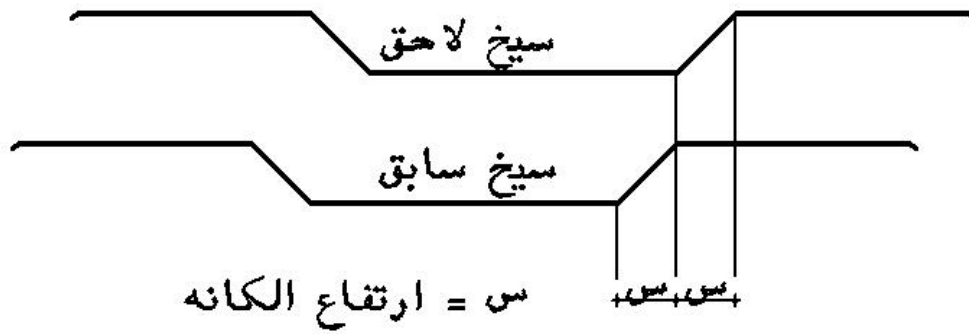 سيخ لاحق
سيخ سابق
س س
س = ارتفاع الكانه